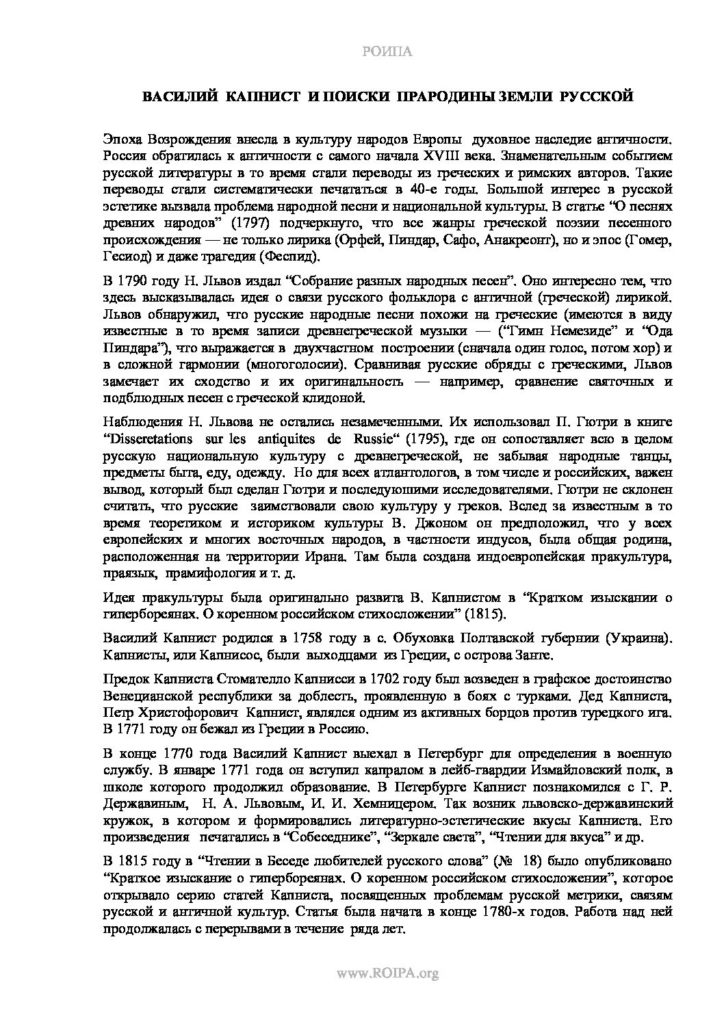 РОИПА
ВАСИЛИЙ КАПНИСТ И ПОИСКИ ПРАРОДИНЫ ЗЕМЛИ РУССКОЙ
Эпоха Возрождения внесла в культуру народов Европы духовное наследие античности.
Россия обратилась к античности с самого начала XVIII века. Знаменательным событием
русской литературы в то время стали переводы из греческих и римских авторов. Такие
переводы стали систематически печататься в 40-е годы. Большой интерес в русской
эстетике вызвала проблема народной песни и национальной культуры. В статье “О песнях
древних народов” (1797) подчеркнуто, что все жанры греческой поэзии песенного
происхождения — не только лирика (Орфей, Пиндар, Сафо, Анакреонт), но и эпос (Гомер,
Гесиод) и даже трагедия (Феспид).
В 1790 году Н. Львов издал “Собрание разных народных песен”. Оно интересно тем, что
здесь высказывалась идея о связи русского фольклора с античной (греческой) лирикой.
Львов обнаружил, что русские народные песни похожи на греческие (имеются в виду
известные в то время записи древнегреческой музыки — (“Гимн Немезиде” и “Ода
Пиндара”), что выражается в двухчастном построении (сначала один голос, потом хор) и
в сложной гармонии (многоголосии). Сравнивая русские обряды с греческими, Львов
замечает их сходство и их оригинальность — например, сравнение святочных и
подблюдных песен с греческой клидоной.
Наблюдения Н. Львова не остались незамеченными. Их использовал П. Гютри в книге
“Disseretations sur les antiquites de Russie“ (1795), где он сопоставляет всю в целом
русскую национальную культуру с древнегреческой, не забывая народные танцы,
предметы быта, еду, одежду. Но для всех атлантологов, в том числе и российских, важен
вывод, который был сделан Гютри и последуюшими исследователями. Гютри не склонен
считать, что русские заимствовали свою культуру у греков. Вслед за известным в то
время теоретиком и историком культуры В. Джоном он предположил, что у всех
европейских и многих восточных народов, в частности индусов, была общая родина,
расположенная на территории Ирана. Там была создана индоевропейская пракультура,
праязык, прамифология и т. д.
Идея пракультуры была оригинально развита В. Капнистом в “Кратком изыскании о
гипербореянах. О коренном российском стихосложении” (1815).
Василий Капнист родился в 1758 году в с. Обуховка Полтавской губернии (Украина).
Капнисты, или Капнисос, были выходцами из Греции, с острова Занте.
Предок Капниста Стомателло Капнисси в 1702 году был возведен в графское достоинство
Венецианской республики за доблесть, проявленную в боях с турками. Дед Капниста,
Петр Христофорович Капнист, являлся одним из активных борцов против турецкого ига.
В 1771 году он бежал из Греции в Россию.
В конце 1770 года Василий Капнист выехал в Петербург для определения в военную
службу. В январе 1771 года он вступил капралом в лейб-гвардии Измайловский полк, в
школе которого продолжил образование. В Петербурге Капнист познакомился с Г. Р.
Державиным, Н. А. Львовым, И. И. Хемницером. Так возник львовско-державинский
кружок, в котором и формировались литературно-эстетические вкусы Капниста. Его
произведения печатались в “Собеседнике”, “Зеркале света”, “Чтении для вкуса” и др.
В 1815 году в “Чтении в Беседе любителей русского слова” (№ 18) было опубликовано
“Краткое изыскание о гипербореянах. О коренном российском стихосложении”, которое
открывало серию статей Капниста, посвященных проблемам русской метрики, связям
русской и античной культур. Статья была начата в конце 1780-х годов. Работа над ней
продолжалась с перерывами в течение ряда лет.
www.ROIPA.org